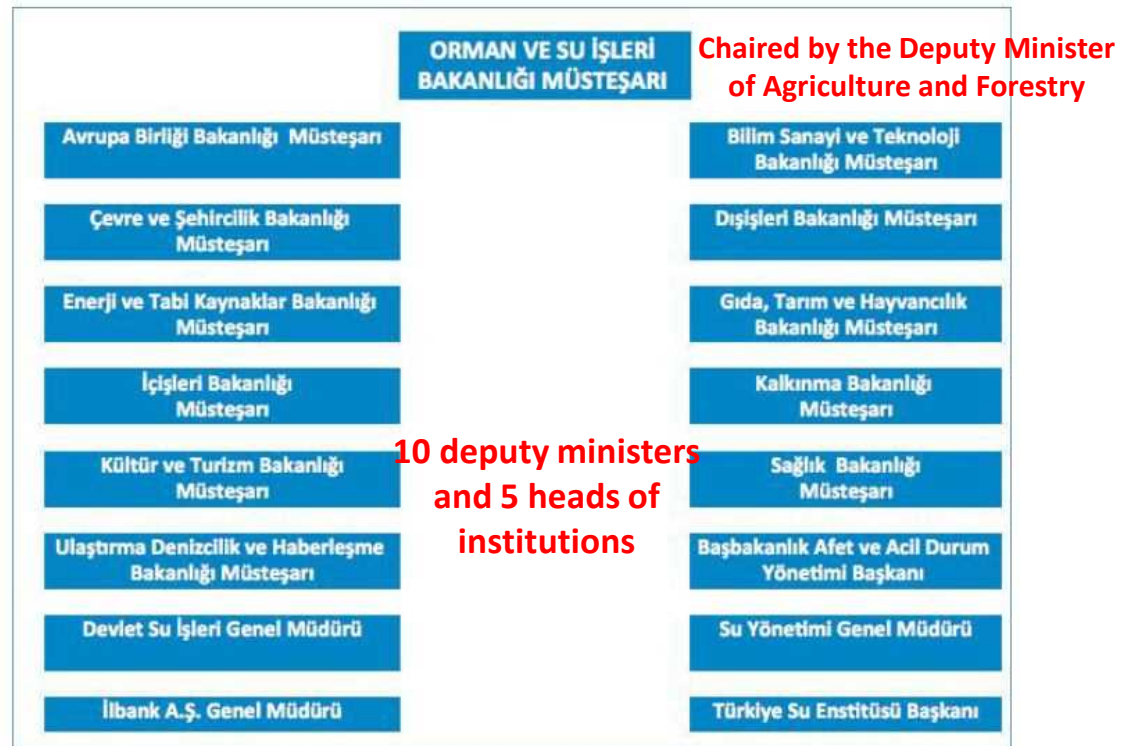 ORMAN VE SU İŞLERİ
BAKANLIĞI MÜSTEŞARI
Chaired by the Deputy Minister
of Agriculture and Forestry
Avrupa Birliği Bakanlığı Müsteşarı
Bilim Sanayi ve Teknoloji
Bakanlığı Müsteşarı
Çevre ve Şehircilik Bakanlığı
Müsteşarı
Dışişleri Bakanlığı Müsteşarı
Enerji ve Tabi Kaynaklar Bakanlığı
Müsteşarı
Gıda, Tarım ve Hayvancılık
Bakanlığı Müsteşarı
İçişleri Bakanlığı
Müsteşarı
Kalkınma Bakanlığı
Müsteşarı
Kültür ve Turizm Bakanlığı
Müsteşarı
10 deputy ministers
and 5 heads of
institutions
Sağlık Bakanlığı
Müsteşarı
Ulaştırma Denizcilik ve Haberleşme
Bakanlığı Müsteşarı
Başbakanlık Afet ve Acil Durum
Yönetimi Başkanı
Devlet Su İşleri Genel Müdürü
Su Yönetimi Genel Müdürü
İlbank A.Ş. Genel Müdürü
Türkiye Su Enstitüsü Başkanı